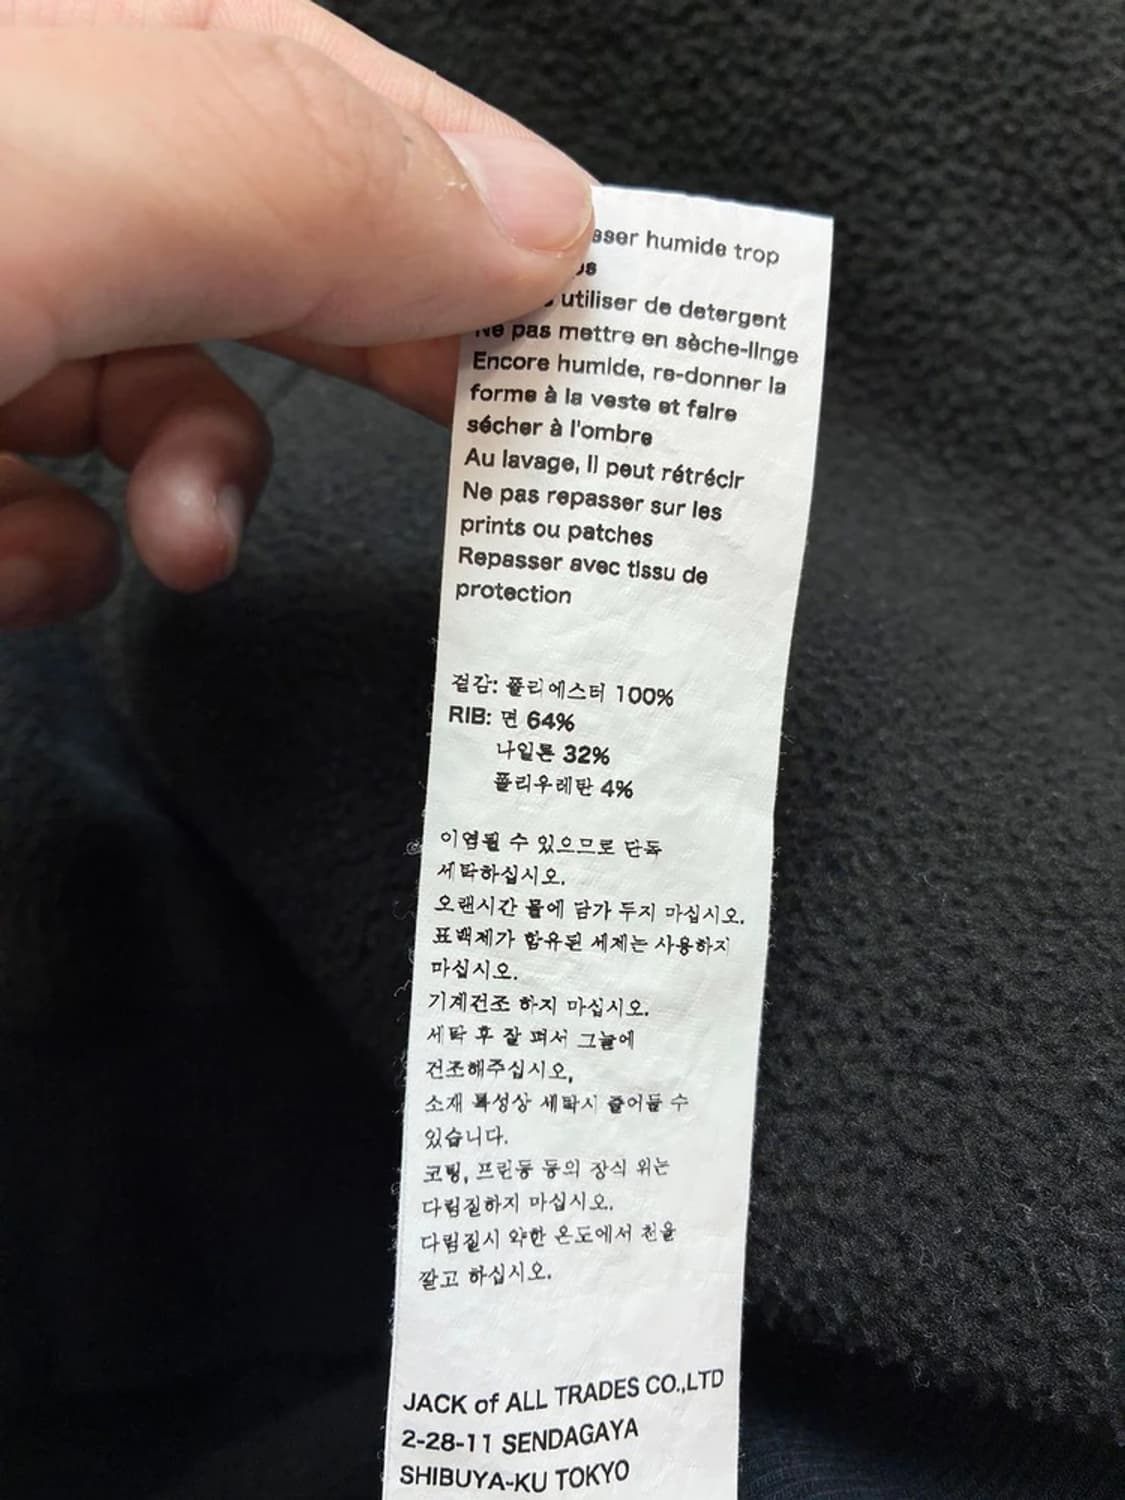 humide trop
utiliser de detergent
Ne pas mettre en sèche-linge
Encore humide, re-donner la
forme à la veste et faire
sécher à l'ombre
Au lavage, il peut rétrécir
Ne pas repasser sur les
prints ou patches
Repasser avec tissu de
protection
겉감: 폴리에스터 100%
RIB: 면 64%
나일론 32%
폴리우레탄 4%
이염될 수 있으므로 단독
세탁하십시오.
오랜시간 물에 담가 두지 마십시오.
표백제가 함유된 세제는 사용하지
마십시오.
기계건조 하지 마십시오.
세탁 후 잘 펴서 그늘에
건조해주십시오,
소재 특성상 세탁시 줄어들 수
있습니다.
코팅, 프린등 등의 장식 위는
다림질하지 마십시오.
다림질시 약한 온도에서 천을
깔고 하십시오.
JACK of ALL TRADES CO.,LTD
2-28-11 SENDAGAYA
SHIBUYA-KU TOKYO